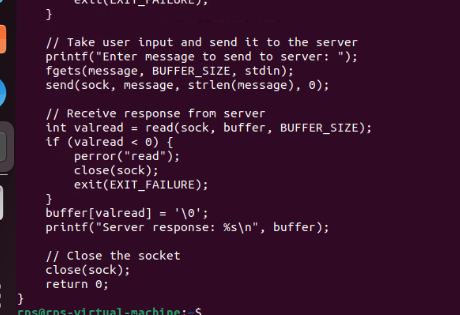 exit(EXIT_FAILURE);
    }

    // Take user input and send it to the server
    printf("Enter message to send to server: ");
    fgets(message, BUFFER_SIZE, stdin);
    send(sock, message, strlen(message), 0);

    // Receive response from server
    int valread = read(sock, buffer, BUFFER_SIZE);
    if (valread < 0) {
        perror("read");
        close(sock);
        exit(EXIT_FAILURE);
    }
    buffer[valread] = '\0';
    printf("Server response: %s\n", buffer);

    // Close the socket
    close(sock);
    return 0;
}
rps@rps-virtual-machine:~$